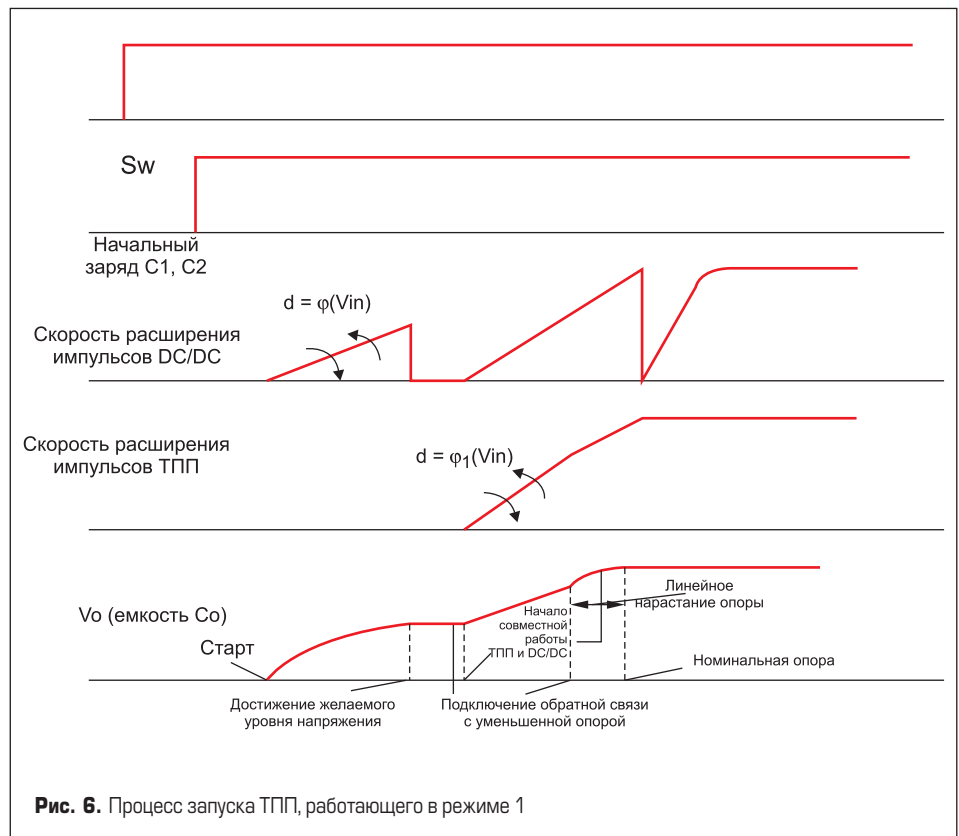 Sw
Начальный
заряд C1, C2
d = φ(Vin)
Скорость расширения
импульсов DC/DC
Скорость расширения
импульсов ТПП
d = φ1(Vin)
Vo (емкость Co)
Старт
Начало
совместной
работы
ТПП и DC/DC
Линейное
нарастание опоры
Номинальная опора
Достижение желаемого
уровня напряжения
Подключение обратной связи
с уменьшенной опорой
Рис. 6. Процесс запуска ТПП, работающего в режиме 1